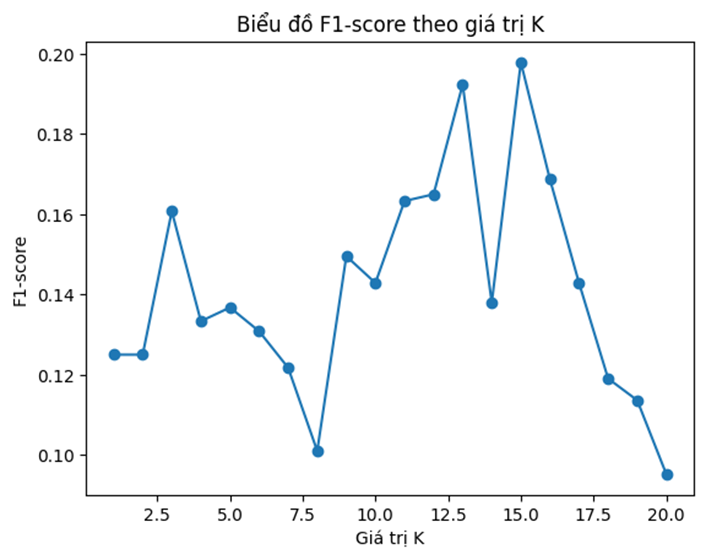 Biểu đồ F1-score theo giá trị K
F1-score
0.20
0.18
0.16
0.14
0.12
0.10
2.5 5.0 7.5 10.0 12.5 15.0 17.5 20.0
Giá trị K